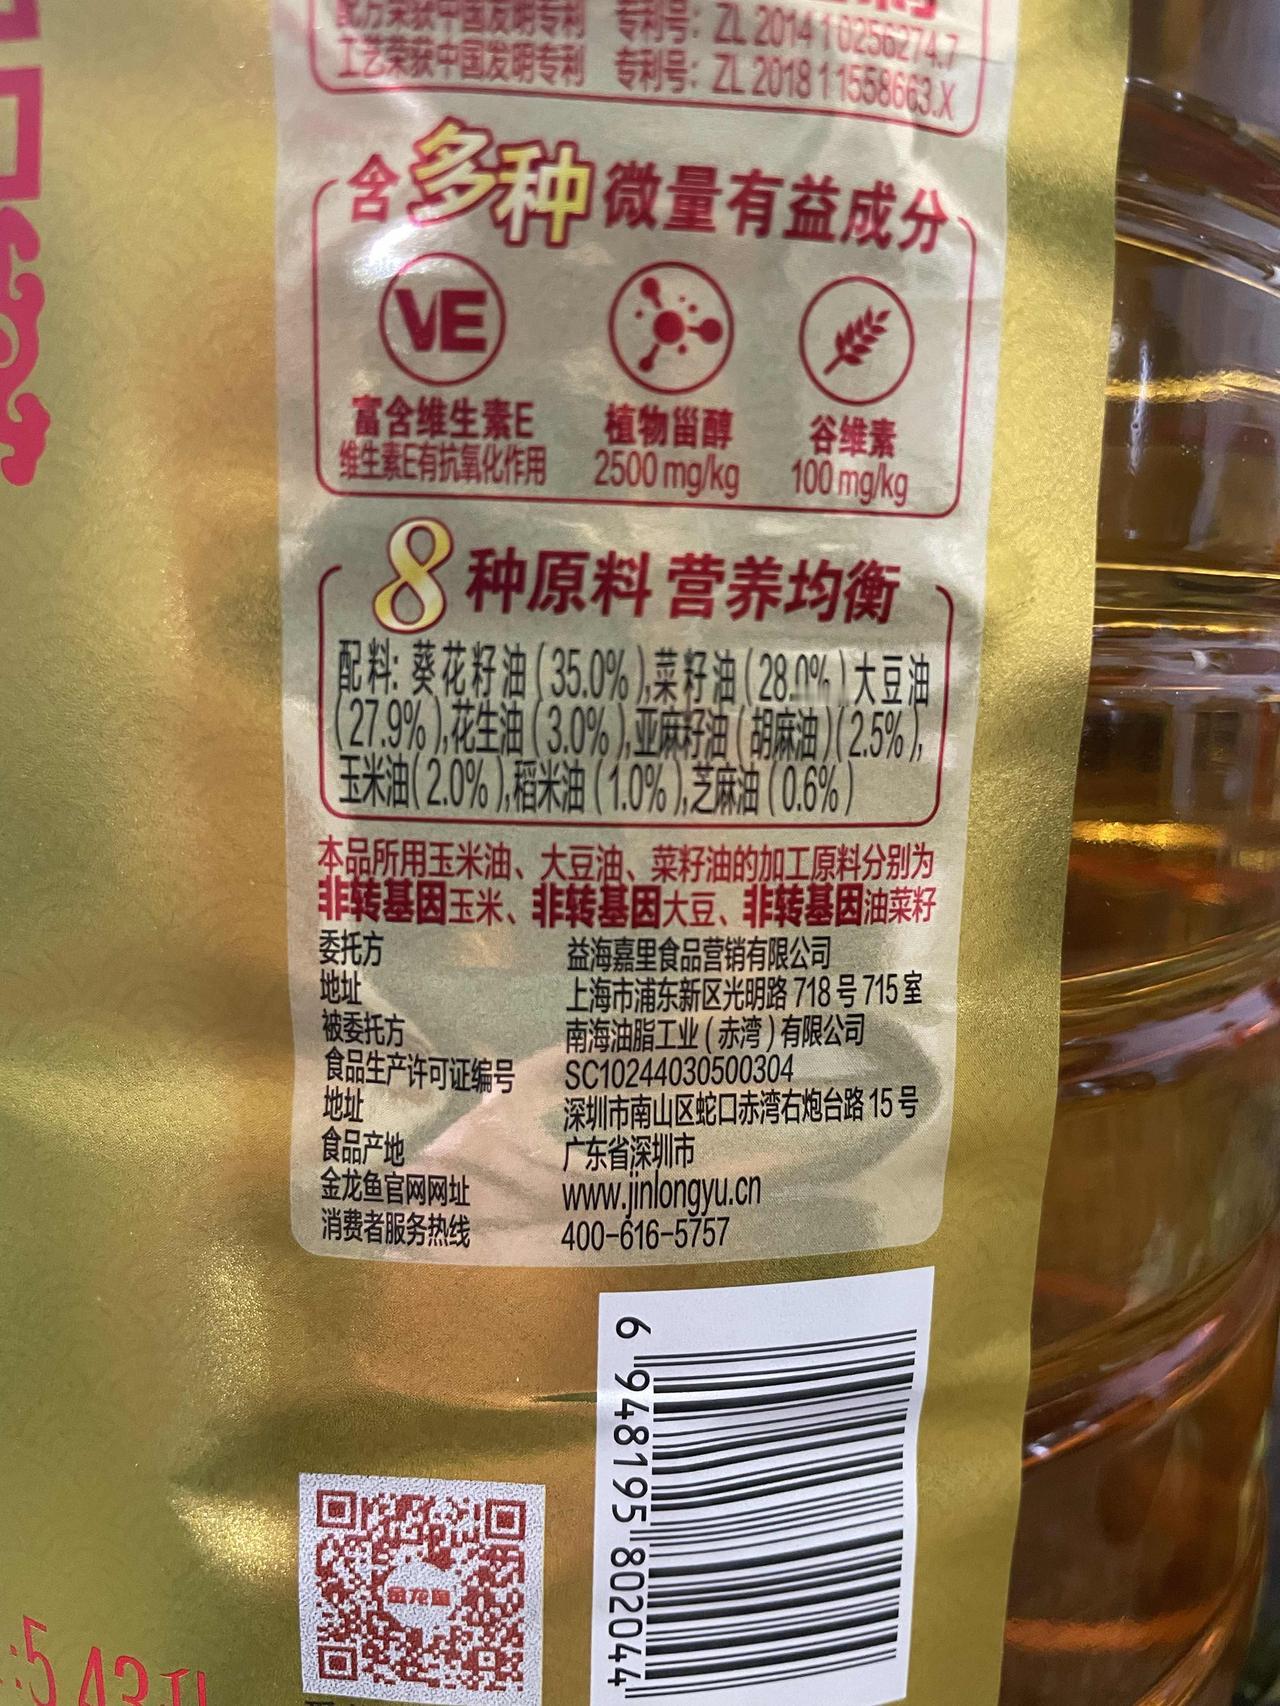 配方荣获中国发明专利 专利号: ZL 2014 1 0256274.7
工艺荣获中国发明专利 专利号: ZL 2018 1 1558663.X
含多种微量有益成分
VE
富含维生素E
维生素E有抗氧化作用
植物甾醇
2500 mg/kg
谷维素
100 mg/kg
8种原料 营养均衡
配料: 葵花籽油(35.0%),菜籽油(28.0%)大豆油
(27.9%),花生油(3.0%),亚麻籽油(胡麻油)(2.5%),
玉米油(2.0%),稻米油(1.0%),芝麻油(0.6%)
本品所用玉米油、大豆油、菜籽油的加工原料分别为
非转基因玉米、非转基因大豆、非转基因油菜籽
委托方 益海嘉里食品营销有限公司
地址 上海市浦东新区光明路718号715室
被委托方 南海油脂工业(赤湾)有限公司
食品生产许可证编号 SC10244030500304
地址 深圳市南山区蛇口赤湾右炮台路15号
食品产地 广东省深圳市
金龙鱼官网网址 www.jinlongyu.cn
消费者服务热线 400-616-5757
6 948195 802044
金龙鱼